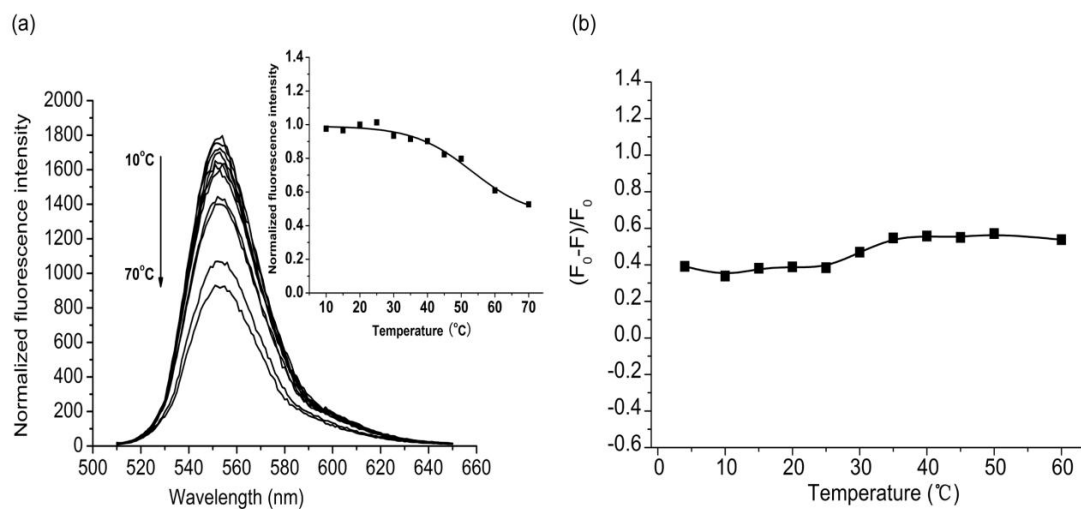 (a)
Normalized fluorescence intensity
2000
1800
1600
1400
1200
1000
800
600
400
200
0
10°C
70°C
500 520 540 560 580 600 620 640 660
Wavelength (nm)
Normalized fluorescence intensity
1.4
1.2
1.0
0.8
0.6
0.4
0.2
0.0
10 20 30 40 50 60 70
Temperature (°C)
(b)
(F₀-F)/F₀
1.4
1.2
1.0
0.8
0.6
0.4
0.2
0.0
-0.2
-0.4
-0.6
0 10 20 30 40 50 60
Temperature (℃)